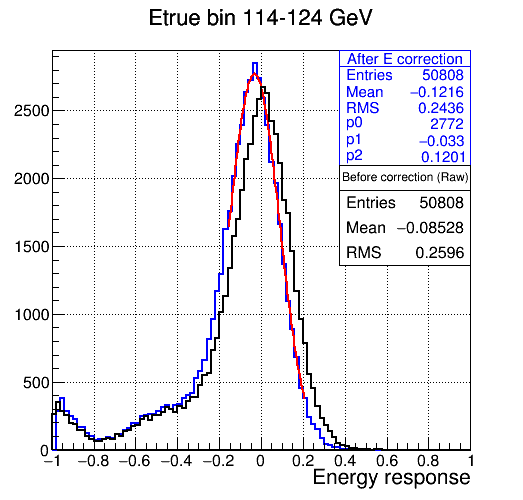 Etrue bin 114-124 GeV
After E correction
Entries 50808
Mean −0.1216
RMS 0.2436
p0 2772
p1 −0.033
p2 0.1201
Before correction (Raw)
Entries 50808
Mean −0.08528
RMS 0.2596
2500
2000
1500
1000
500
0
−1 −0.8 −0.6 −0.4 −0.2 0 0.2 0.4 0.6 0.8 1
Energy response